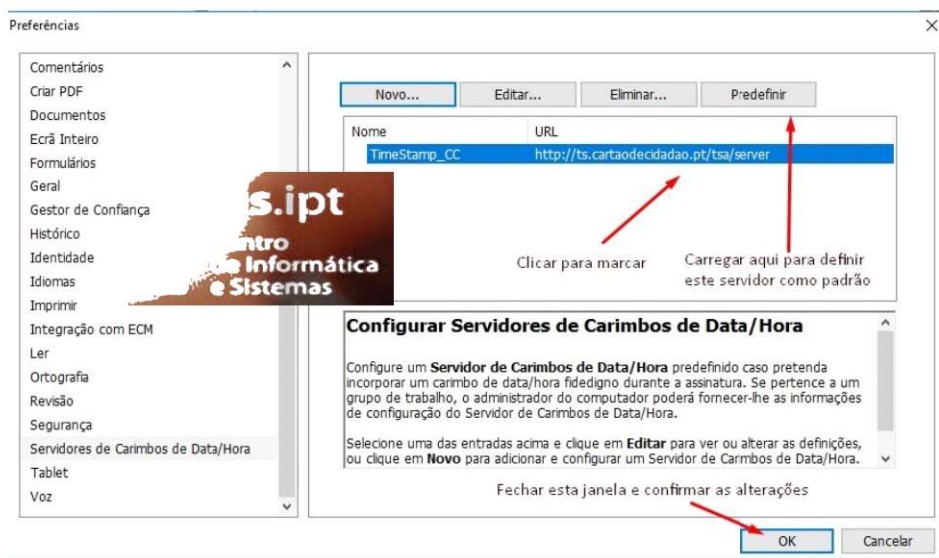 Preferências
Comentários
Criar PDF
Documentos
Ecrã Inteiro
Formulários
Geral
Gestor de Confiança
Histórico
Identidade
Idiomas
Imprimir
Integração com ECM
Ler
Ortografia
Revisão
Segurança
Servidores de Carimbos de Data/Hora
Tablet
Voz
s.ipt
ntro
e Informática
e Sistemas
Novo... Editar... Eliminar... Predefinir
Nome URL
TimeStamp_CC http://ts.cartaodecidadao.pt/tsa/server
Clicar para marcar
Carregar aqui para definir
este servidor como padrão
Configurar Servidores de Carimbos de Data/Hora
Configure um Servidor de Carimbos de Data/Hora predefinido caso pretenda
incorporar um carimbo de data/hora fidedigno durante a assinatura. Se pertence a um
grupo de trabalho, o administrador do computador poderá fornecer-lhe as informações
de configuração do Servidor de Carimbos de Data/Hora.
Selecione uma das entradas acima e clique em Editar para ver ou alterar as definições,
ou clique em Novo para adicionar e configurar um Servidor de Carmbos de Data/Hora.
Fechar esta janela e confirmar as alterações
OK Cancelar